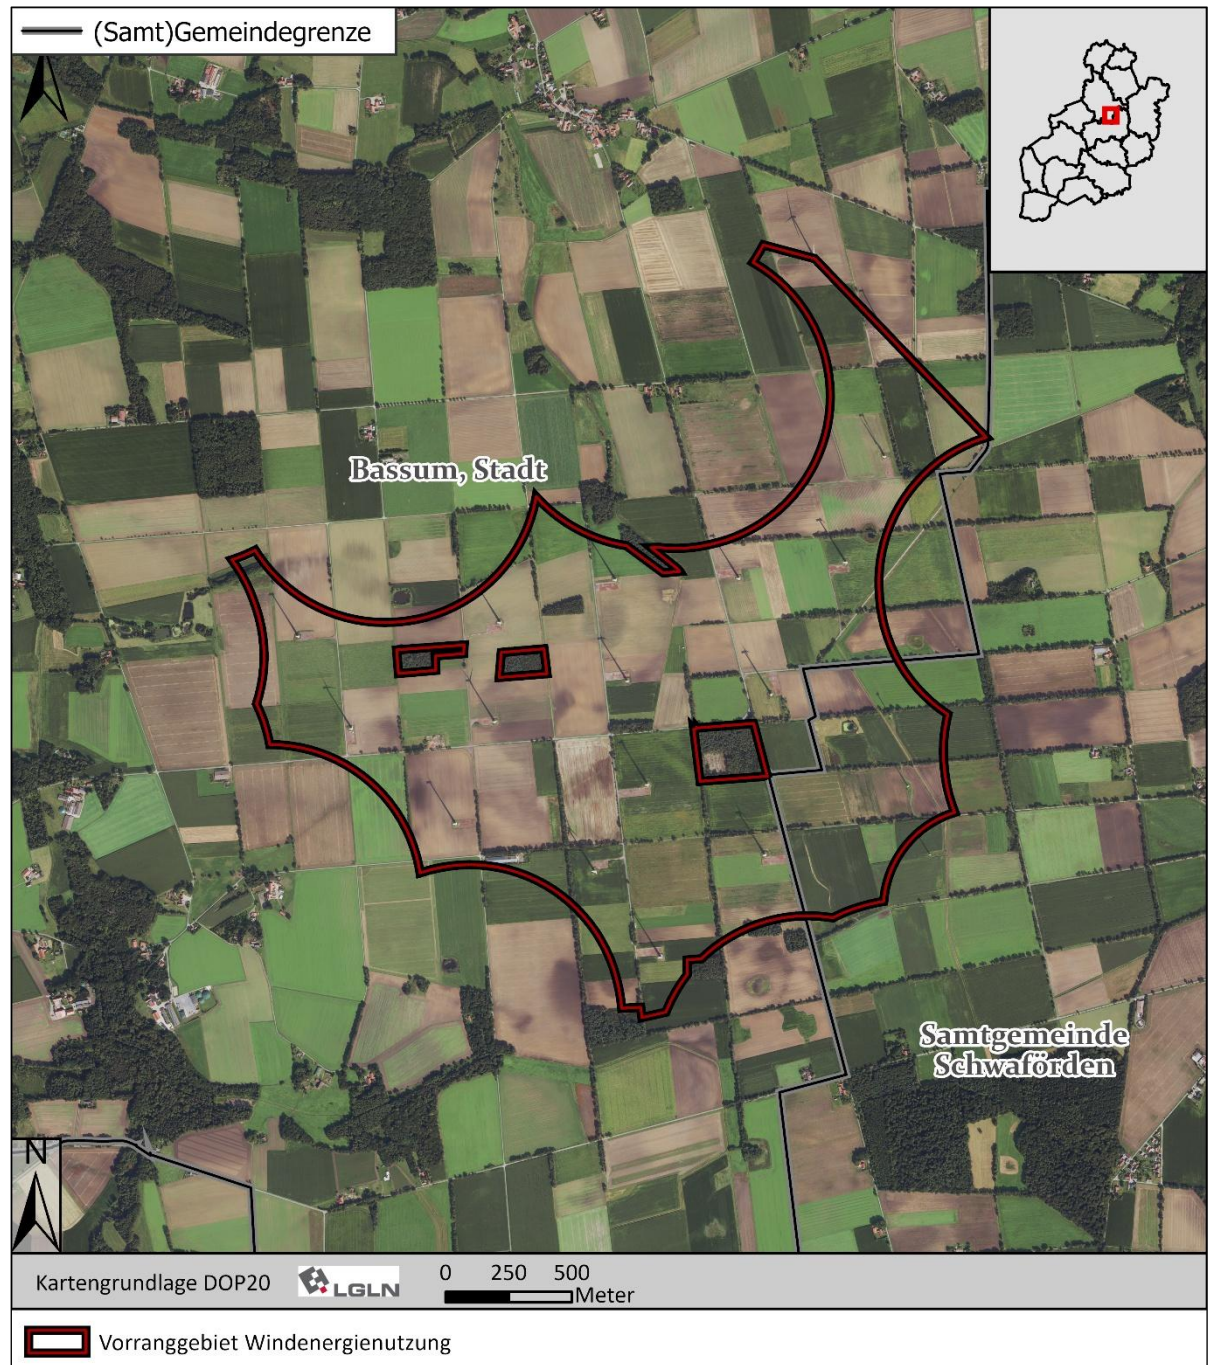 (Samt)Gemeindegrenze
Bassum, Stadt
Samtgemeinde
Schwaförden
N
Kartengrundlage DOP20
LGLN
0 250 500
Meter
Vorranggebiet Windenergienutzung